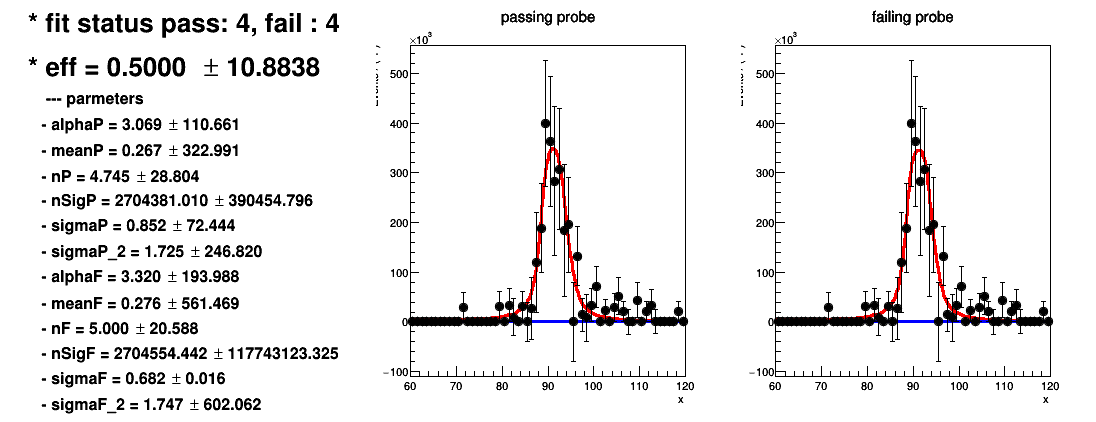 * fit status pass: 4, fail : 4
* eff = 0.5000 ± 10.8838
--- parmeters
- alphaP = 3.069 ± 110.661
- meanP = 0.267 ± 322.991
- nP = 4.745 ± 28.804
- nSigP = 2704381.010 ± 390454.796
- sigmaP = 0.852 ± 72.444
- sigmaP_2 = 1.725 ± 246.820
- alphaF = 3.320 ± 193.988
- meanF = 0.276 ± 561.469
- nF = 5.000 ± 20.588
- nSigF = 2704554.442 ± 117743123.325
- sigmaF = 0.682 ± 0.016
- sigmaF_2 = 1.747 ± 602.062
passing probe
×10³
500
400
300
200
100
0
−100
60 70 80 90 100 110 120
x
failing probe
×10³
500
400
300
200
100
0
−100
60 70 80 90 100 110 120
x